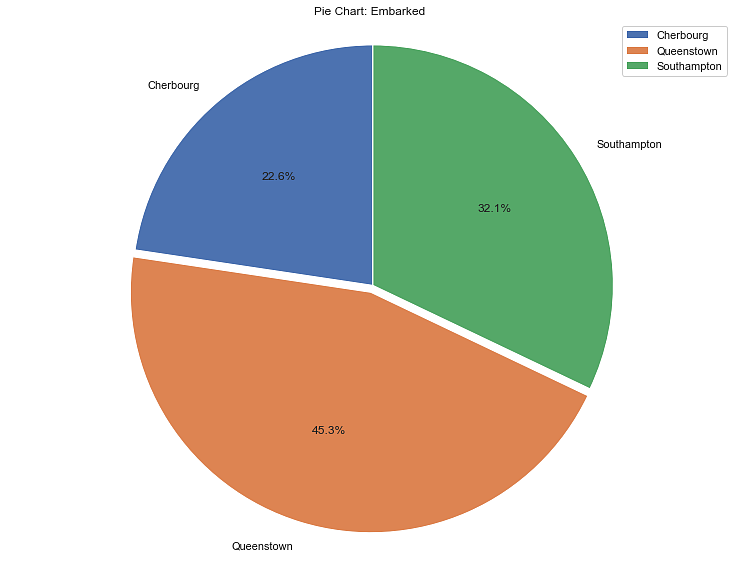 Pie Chart: Embarked
Cherbourg
Queenstown
Southampton
Cherbourg
Southampton
22.6%
32.1%
45.3%
Queenstown